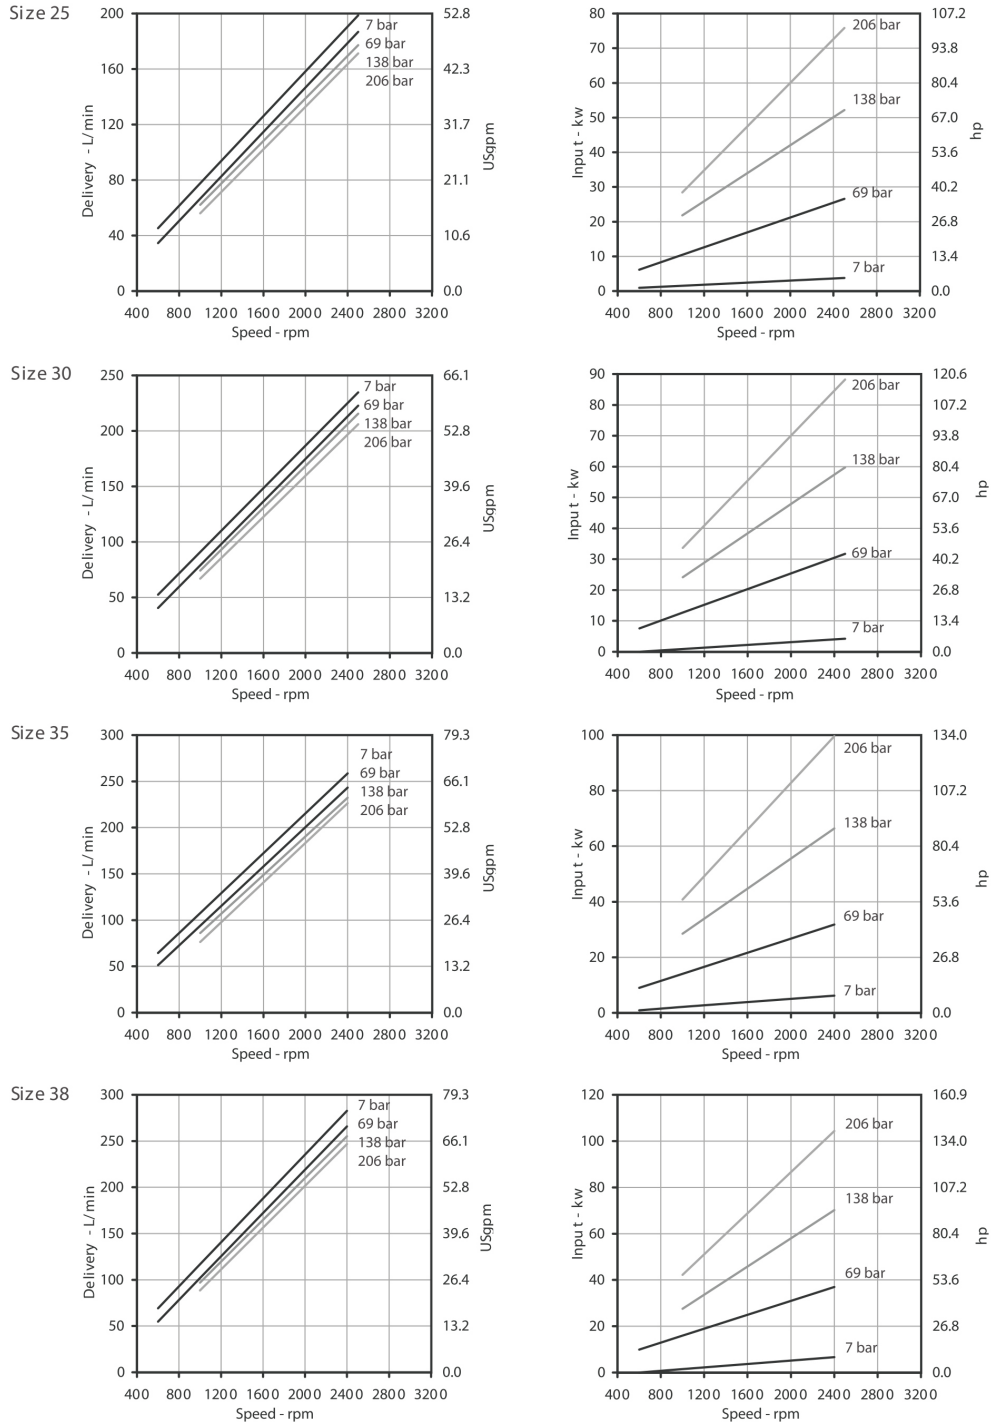 Size 25
200
160
120
80
40
0
Delivery - L/min
52.8
42.3
31.7
21.1
10.6
0.0
USgpm
7 bar
69 bar
138 bar
206 bar
400 800 1200 1600 2000 2400 2800 3200
Speed - rpm
80
70
60
50
40
30
20
10
0
Input - kw
107.2
93.8
80.4
67.0
53.6
40.2
26.8
13.4
0.0
hp
206 bar
138 bar
69 bar
7 bar
400 800 1200 1600 2000 2400 2800 3200
Speed - rpm
Size 30
250
200
150
100
50
0
Delivery - L/min
66.1
52.8
39.6
26.4
13.2
0.0
USgpm
7 bar
69 bar
138 bar
206 bar
400 800 1200 1600 2000 2400 2800 3200
Speed - rpm
90
80
70
60
50
40
30
20
10
0
Input - kw
120.6
107.2
93.8
80.4
67.0
53.6
40.2
26.8
13.4
0.0
hp
206 bar
138 bar
69 bar
7 bar
400 800 1200 1600 2000 2400 2800 3200
Speed - rpm
Size 35
300
250
200
150
100
50
0
Delivery - L/min
79.3
66.1
52.8
39.6
26.4
13.2
0.0
USgpm
7 bar
69 bar
138 bar
206 bar
400 800 1200 1600 2000 2400 2800 3200
Speed - rpm
100
80
60
40
20
0
Input - kw
134.0
107.2
80.4
53.6
26.8
0.0
hp
206 bar
138 bar
69 bar
7 bar
400 800 1200 1600 2000 2400 2800 3200
Speed - rpm
Size 38
300
250
200
150
100
50
0
Delivery - L/min
79.3
66.1
52.8
39.6
26.4
13.2
0.0
USgpm
7 bar
69 bar
138 bar
206 bar
400 800 1200 1600 2000 2400 2800 3200
Speed - rpm
120
100
80
60
40
20
0
Input - kw
160.9
134.0
107.2
80.4
53.6
26.8
0.0
hp
206 bar
138 bar
69 bar
7 bar
400 800 1200 1600 2000 2400 2800 3200
Speed - rpm